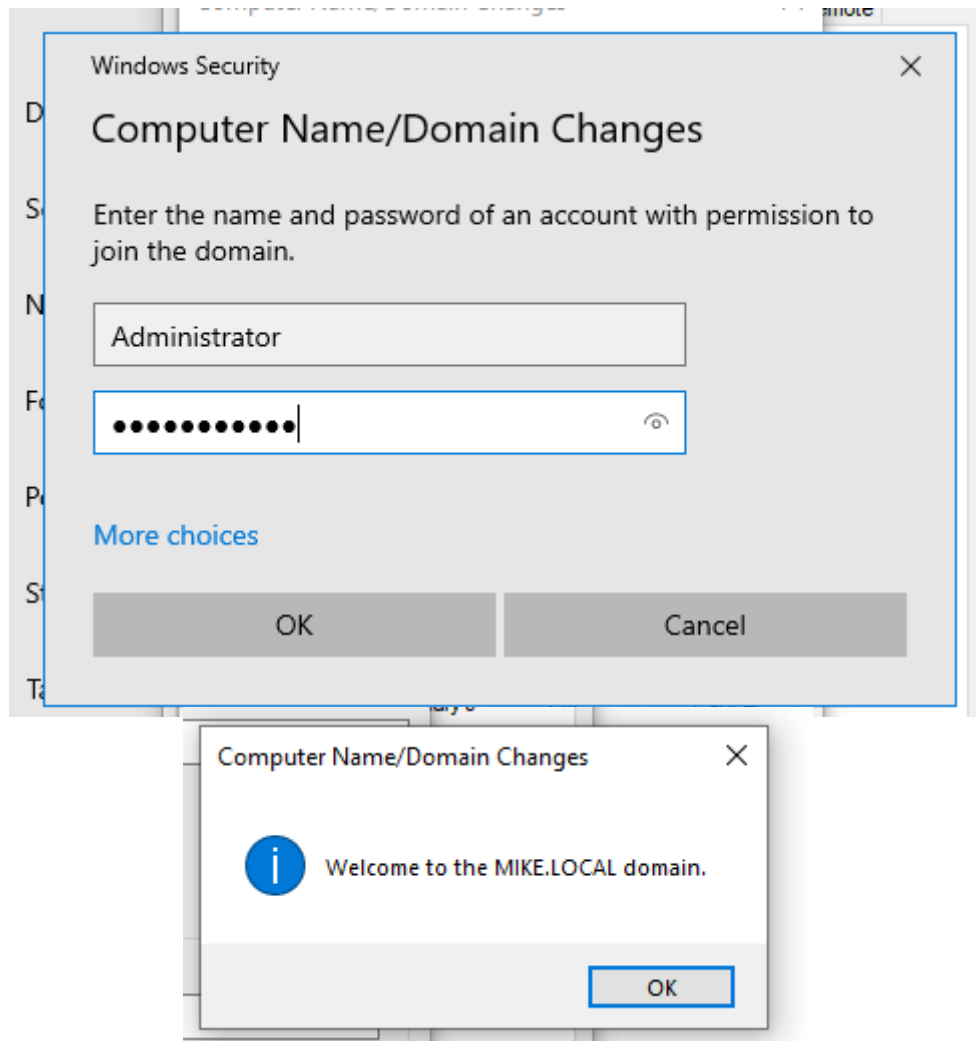 Windows Security
Computer Name/Domain Changes
Enter the name and password of an account with permission to
join the domain.
Administrator
More choices
OK
Cancel
Computer Name/Domain Changes
Welcome to the MIKE.LOCAL domain.
OK